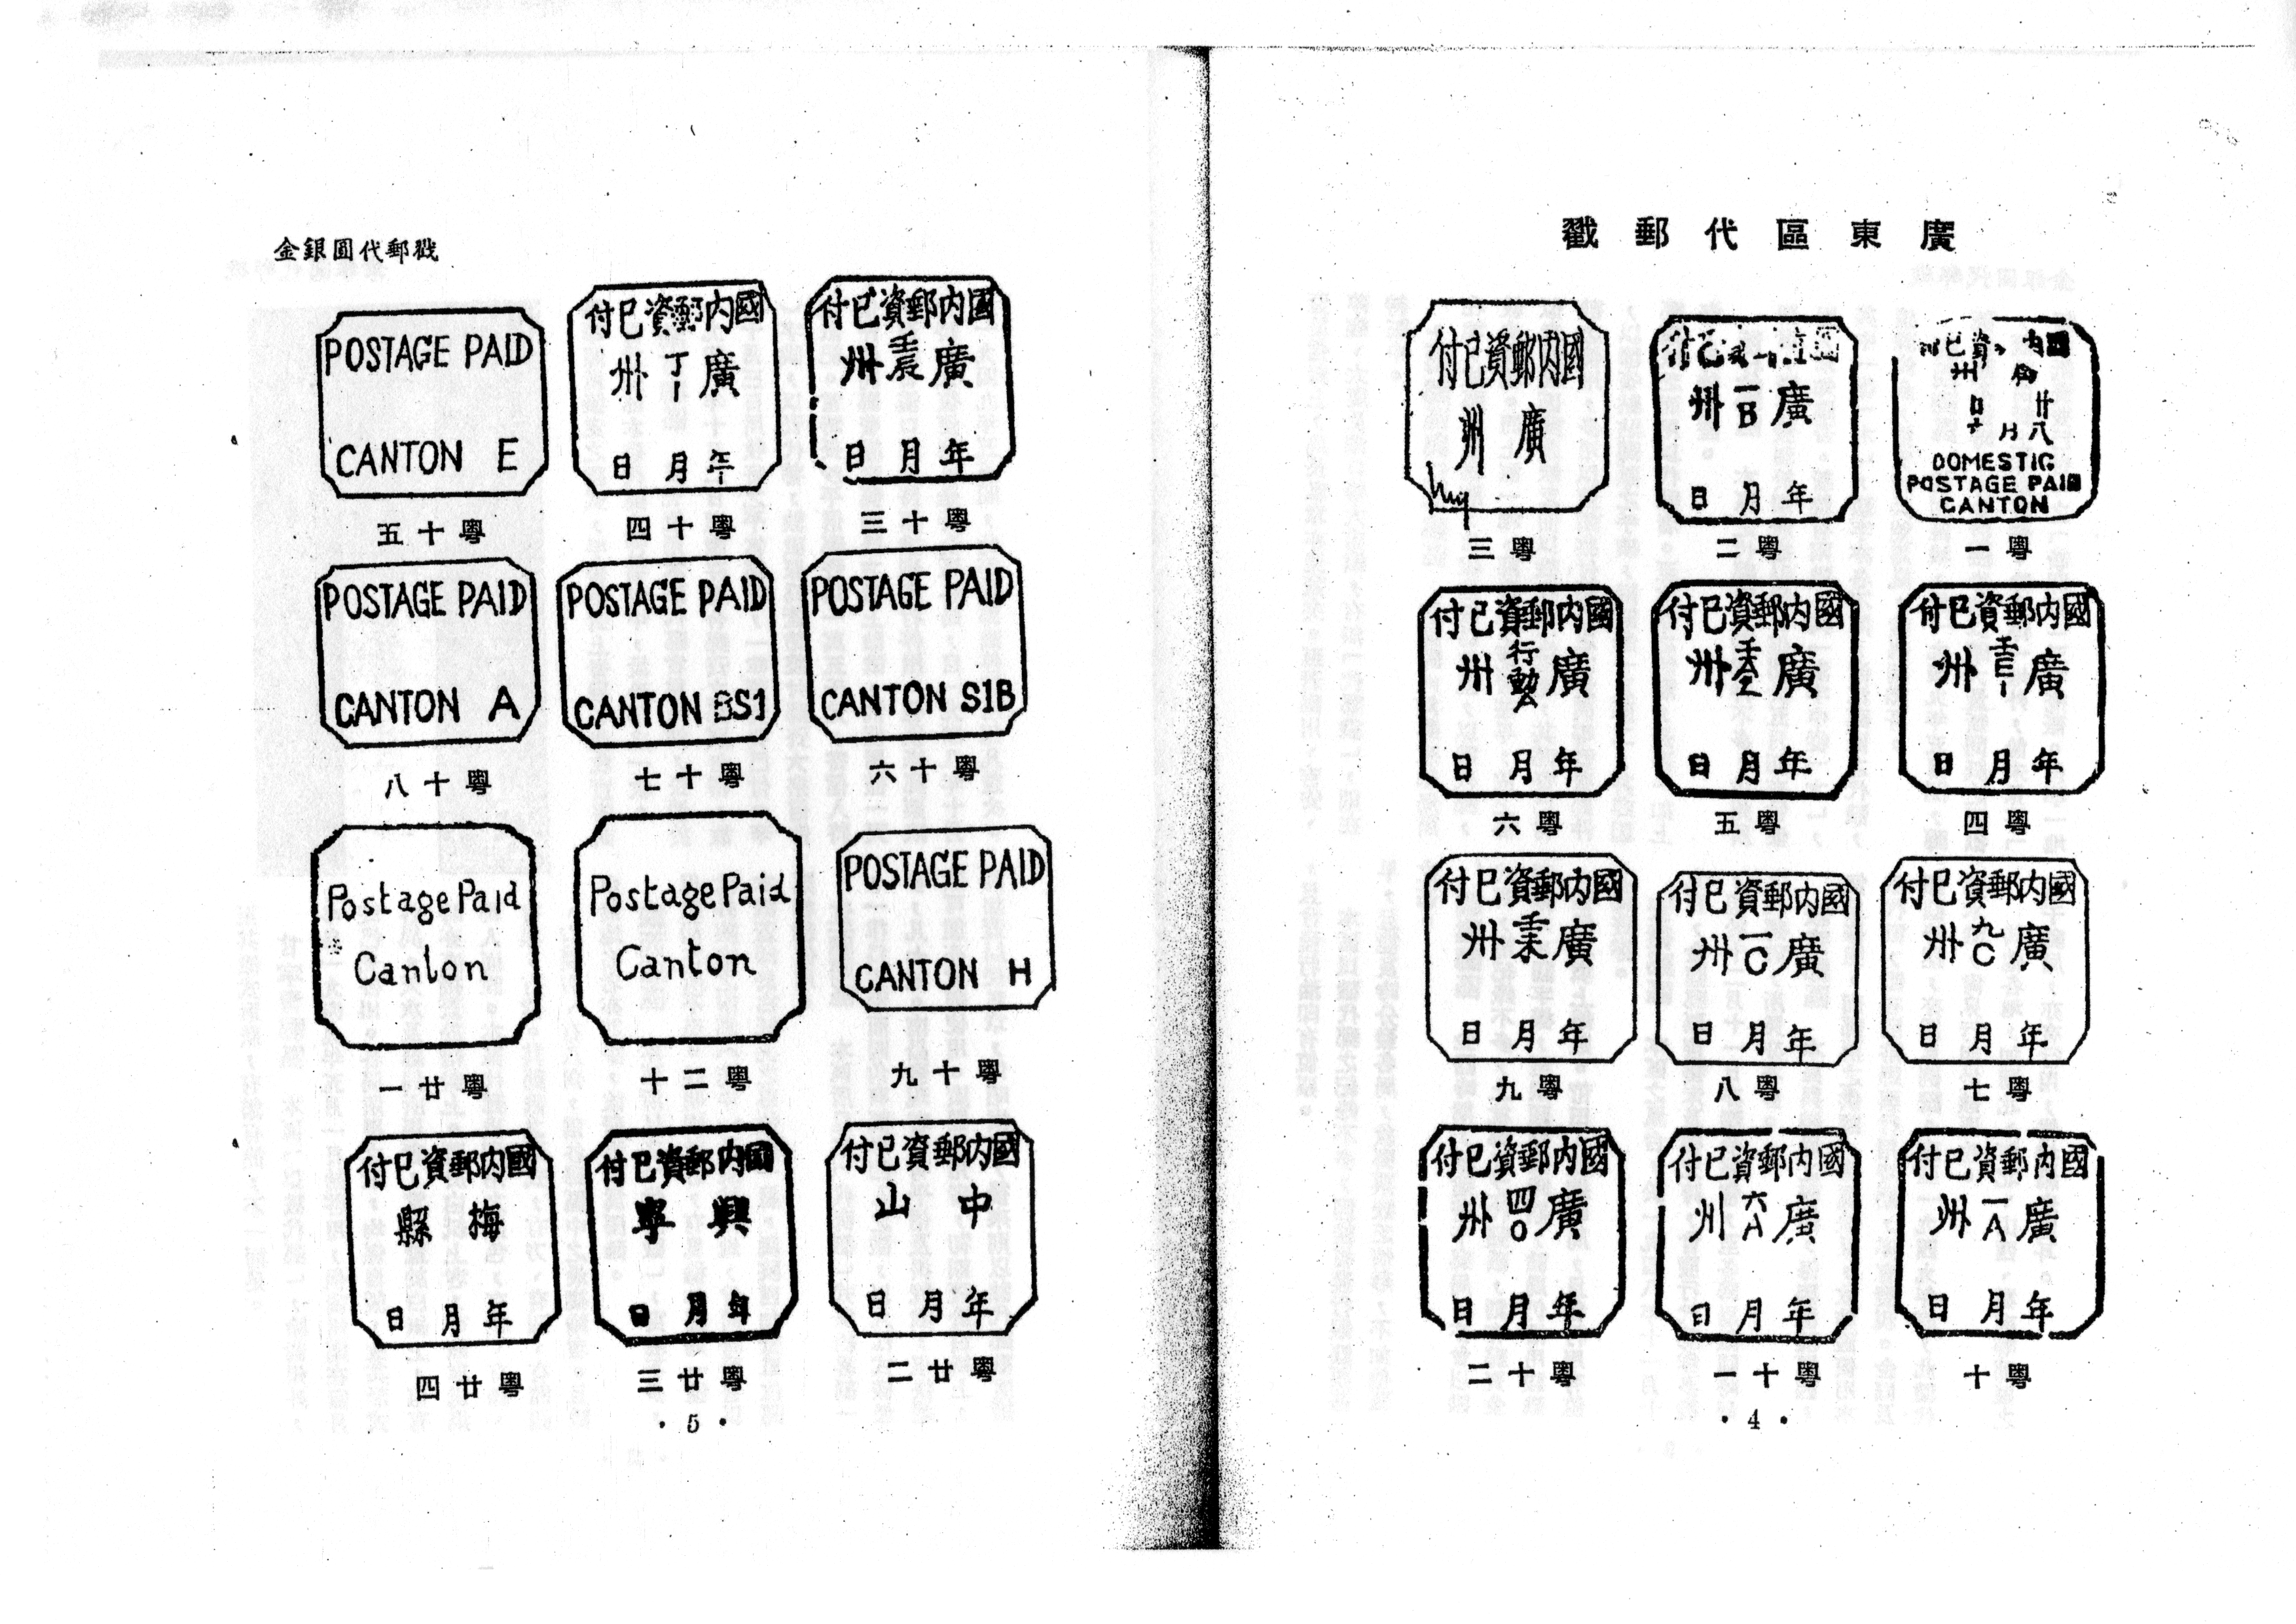 廣東區代郵戳
國內資已付
州
廿
八月
DOMESTIC
POSTAGE PAID
CANTON
粵一
廣一B州
年月日
粵二
國內郵資已付
廣州
粵三
國內郵資已付
廣州
年月日
粵四
國內郵資已付
廣州
年月日
粵五
國內郵資已付
廣行動A州
年月日
粵六
國內郵資已付
廣九C州
年月日
粵七
國內郵資已付
廣一C州
年月日
粵八
國內郵資已付
廣州
年月日
粵九
國內郵資已付
廣一A州
年月日
粵十
國內郵資已付
廣六A州
年月日
粵十一
國內郵資已付
廣四O州
年月日
粵十二
• 4 •
金銀圓代郵戳
國內郵資已付
廣州
年月日
粵十三
國內郵資已付
廣丁1州
年月日
粵十四
POSTAGE PAID
CANTON E
粵十五
POSTAGE PAID
CANTON S1B
粵十六
POSTAGE PAID
CANTON BS1
粵十七
POSTAGE PAID
CANTON A
粵十八
POSTAGE PAID
CANTON H
粵十九
Postage Paid
Canton
粵二十
Postage Paid
Canton
粵廿一
國內郵資已付
中山
年月日
粵廿二
國內郵資已付
興寧
年月日
粵廿三
國內郵資已付
梅縣
年月日
粵廿四
• 5 •